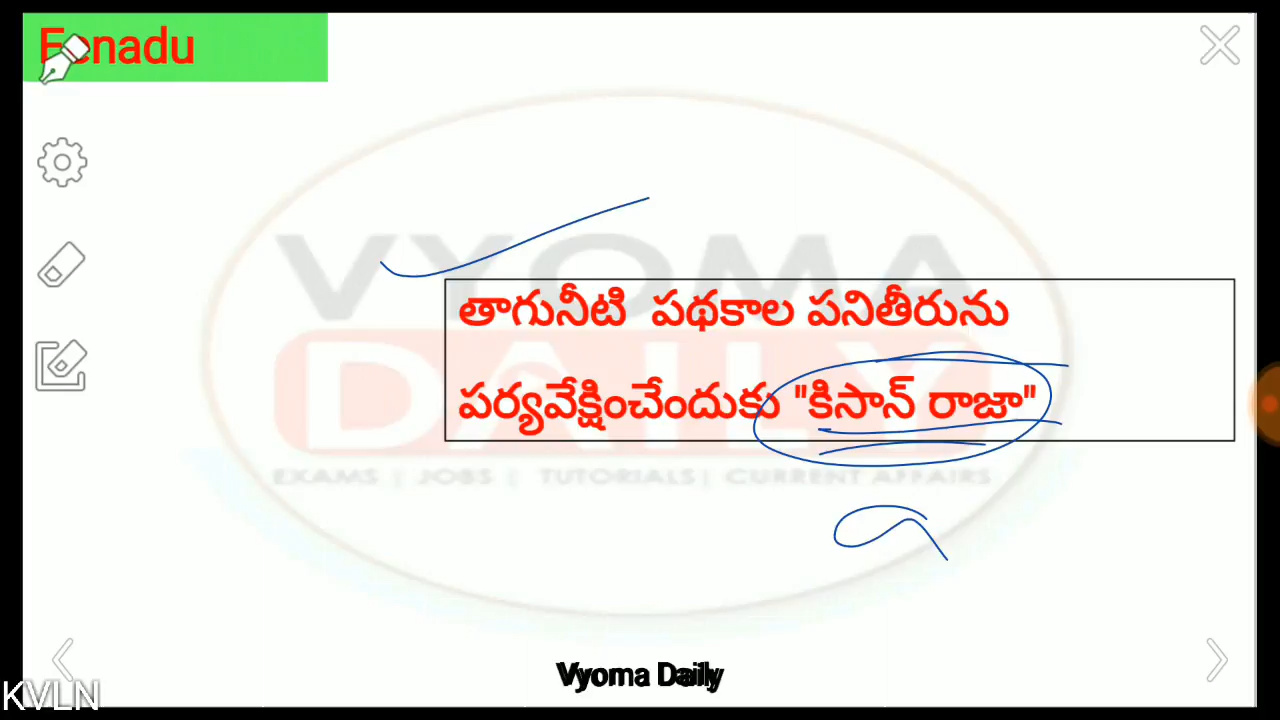 Eenadu
VYOMA
తాగునీటి పథకాల పనితీరును
DAILY
పర్యవేక్షించేందుకు "కిసాన్ రాజా"
EXAMS | JOBS | TUTORIALS | CURRENT AFFAIRS
Vyoma Daily
KVLN